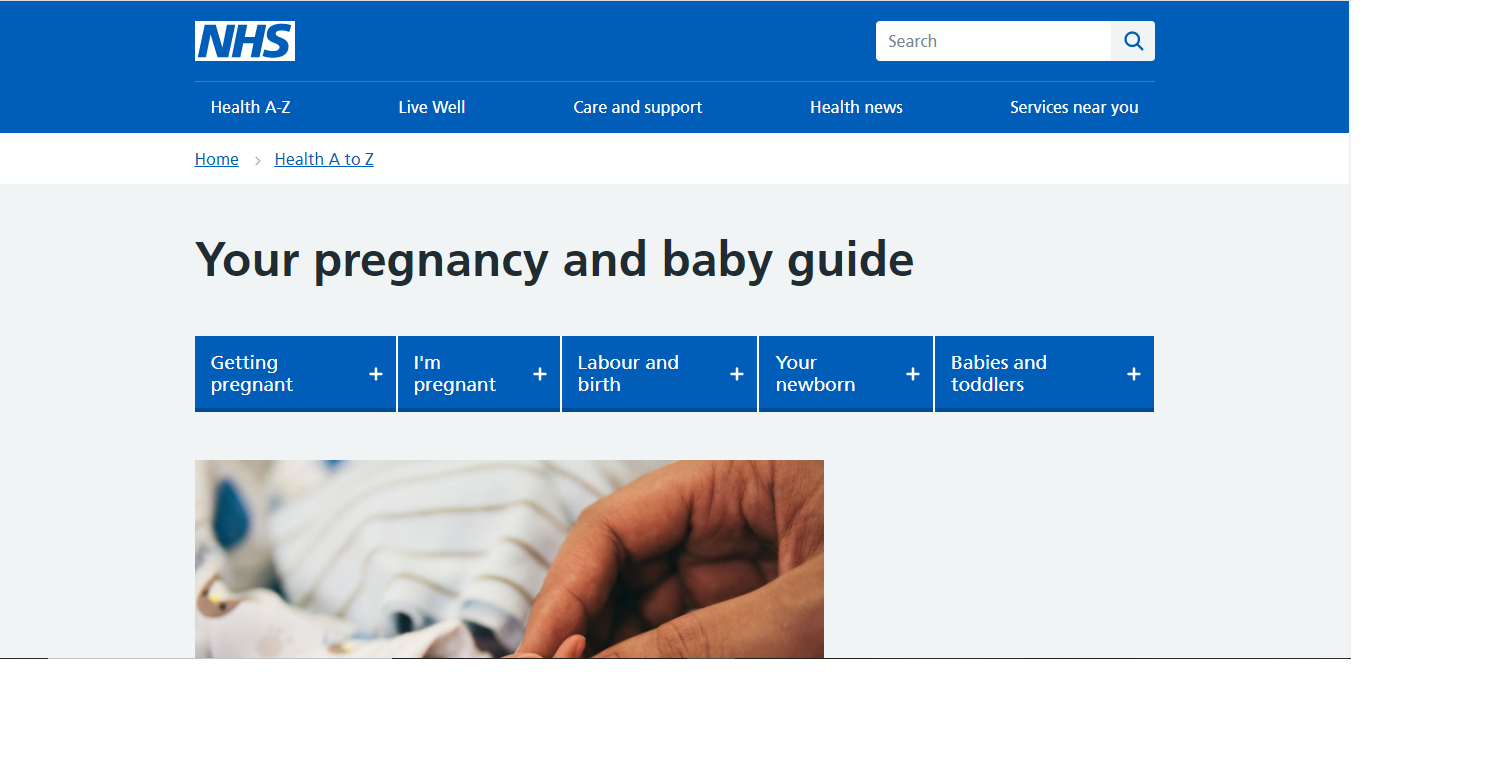 NHS
Search
Health A-Z Live Well Care and support Health news Services near you
Home Health A to Z
Your pregnancy and baby guide
Getting
pregnant
I'm
pregnant
Labour and
birth
Your
newborn
Babies and
toddlers